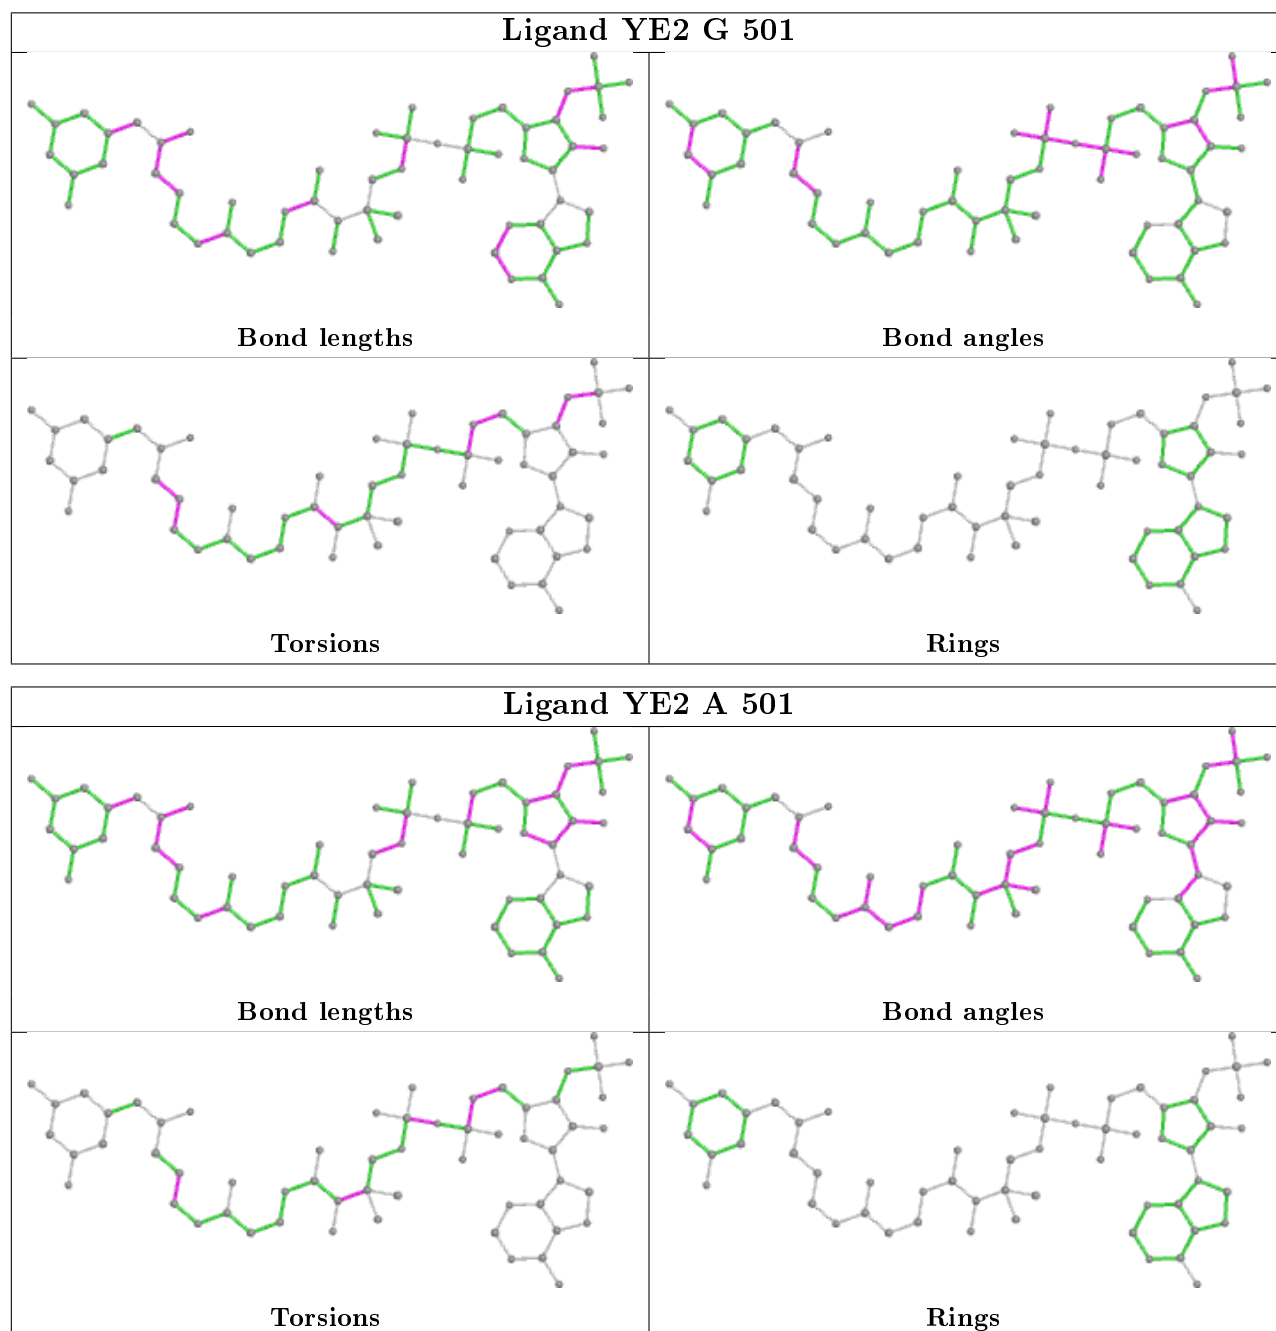 Ligand YE2 G 501
Bond lengths
Bond angles
Torsions
Rings
Ligand YE2 A 501
Bond lengths
Bond angles
Torsions
Rings